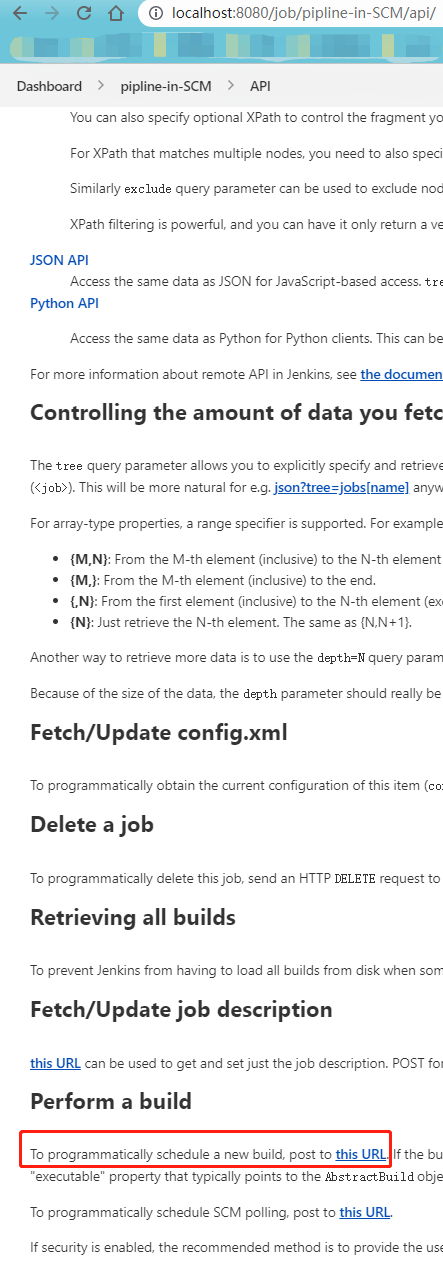 localhost:8080/job/pipline-in-SCM/api/
Dashboard > pipline-in-SCM > API
You can also specify optional XPath to control the fragment yo
For XPath that matches multiple nodes, you need to also speci
Similarly exclude query parameter can be used to exclude nod
XPath filtering is powerful, and you can have it only return a ve
JSON API
Access the same data as JSON for JavaScript-based access. tre
Python API
Access the same data as Python for Python clients. This can be
For more information about remote API in Jenkins, see the documen
Controlling the amount of data you fetc
The tree query parameter allows you to explicitly specify and retrieve
(<job>). This will be more natural for e.g. json?tree=jobs[name] anyw
For array-type properties, a range specifier is supported. For example
• {M,N}: From the M-th element (inclusive) to the N-th element
• {M,}: From the M-th element (inclusive) to the end.
• {,N}: From the first element (inclusive) to the N-th element (exc
• {N}: Just retrieve the N-th element. The same as {N,N+1}.
Another way to retrieve more data is to use the depth=N query param
Because of the size of the data, the depth parameter should really be
Fetch/Update config.xml
To programmatically obtain the current configuration of this item (co
Delete a job
To programmatically delete this job, send an HTTP DELETE request to
Retrieving all builds
To prevent Jenkins from having to load all builds from disk when som
Fetch/Update job description
this URL can be used to get and set just the job description. POST for
Perform a build
To programmatically schedule a new build, post to this URL. If the bu
"executable" property that typically points to the AbstractBuild obje
To programmatically schedule SCM polling, post to this URL.
If security is enabled, the recommended method is to provide the use